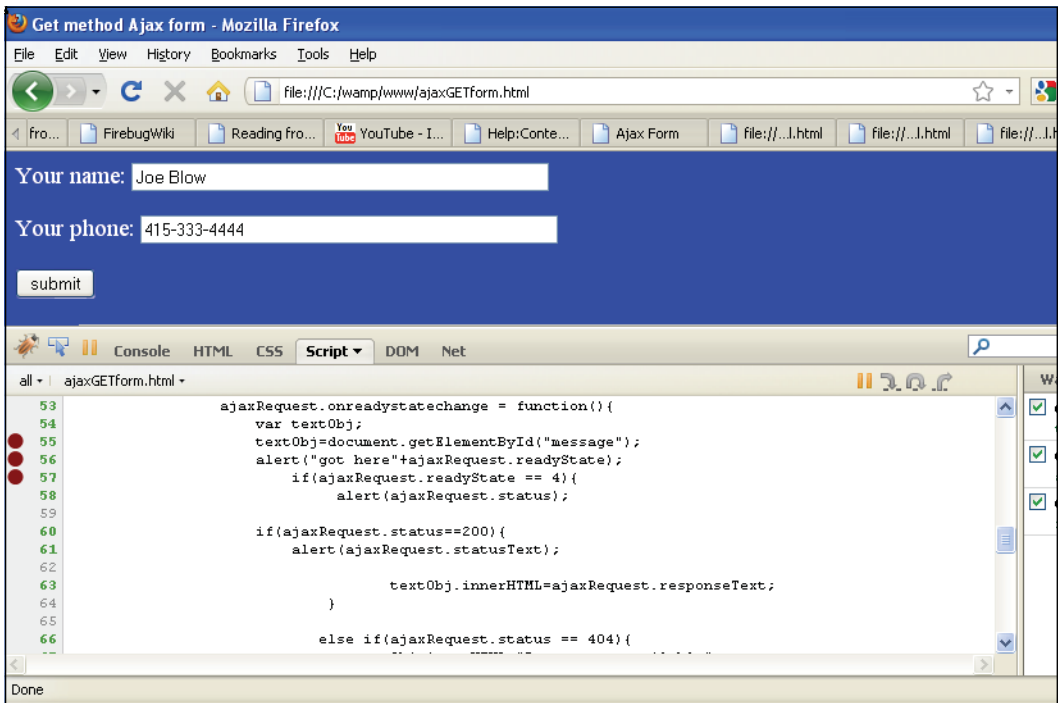 Get method Ajax form - Mozilla Firefox
File Edit View History Bookmarks Tools Help
file:///C:/wamp/www/ajaxGETform.html
fro... FirebugWiki Reading fro... You Tube YouTube - I... Help:Conte... Ajax Form file://...l.html file://...l.html file://...l.h
Your name: Joe Blow
Your phone: 415-333-4444
submit
Console HTML CSS Script DOM Net
all ajaxGETform.html Wa
53 ajaxRequest.onreadystatechange = function(){
54 var textObj;
55 textObj=document.getElementById("message");
56 alert("got here"+ajaxRequest.readyState);
57 if(ajaxRequest.readyState == 4){
58 alert(ajaxRequest.status);
59
60 if(ajaxRequest.status==200){
61 alert(ajaxRequest.statusText);
62
63 textObj.innerHTML=ajaxRequest.responseText;
64 }
65
66 else if(ajaxRequest.status == 404){
Done